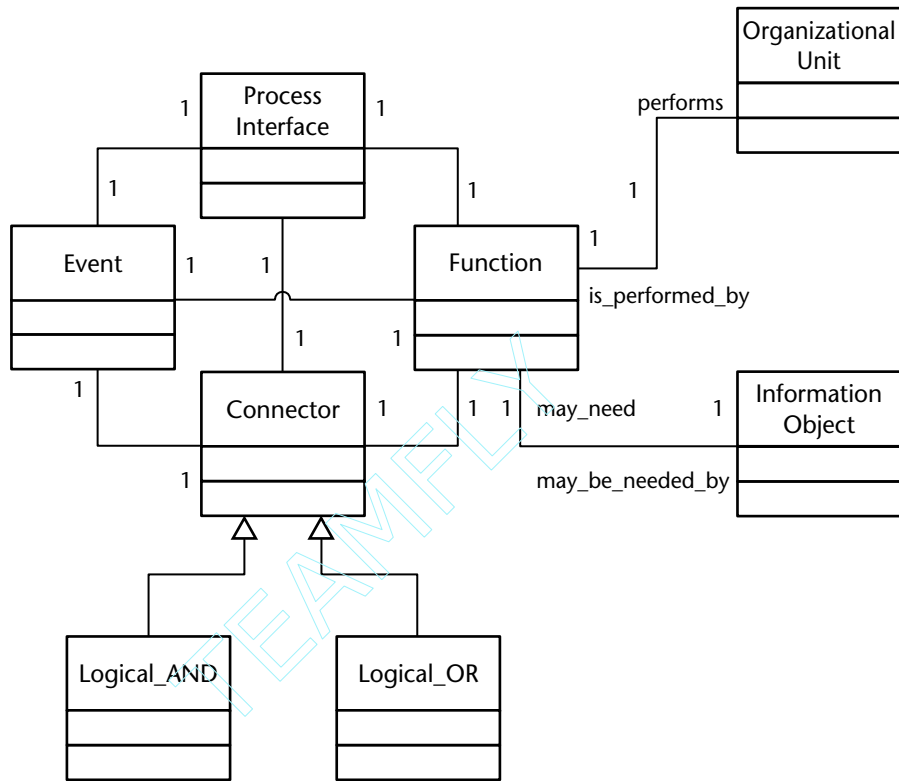 Organizational
Unit
Process
Interface
1
1
performs
1
1
1
1
Event
1
1
Function
is_performed_by
1
1
1
Connector
1
1
1
1
may_need
1
Information
Object
may_be_needed_by
TEAMFLY
Logical_AND
Logical_OR